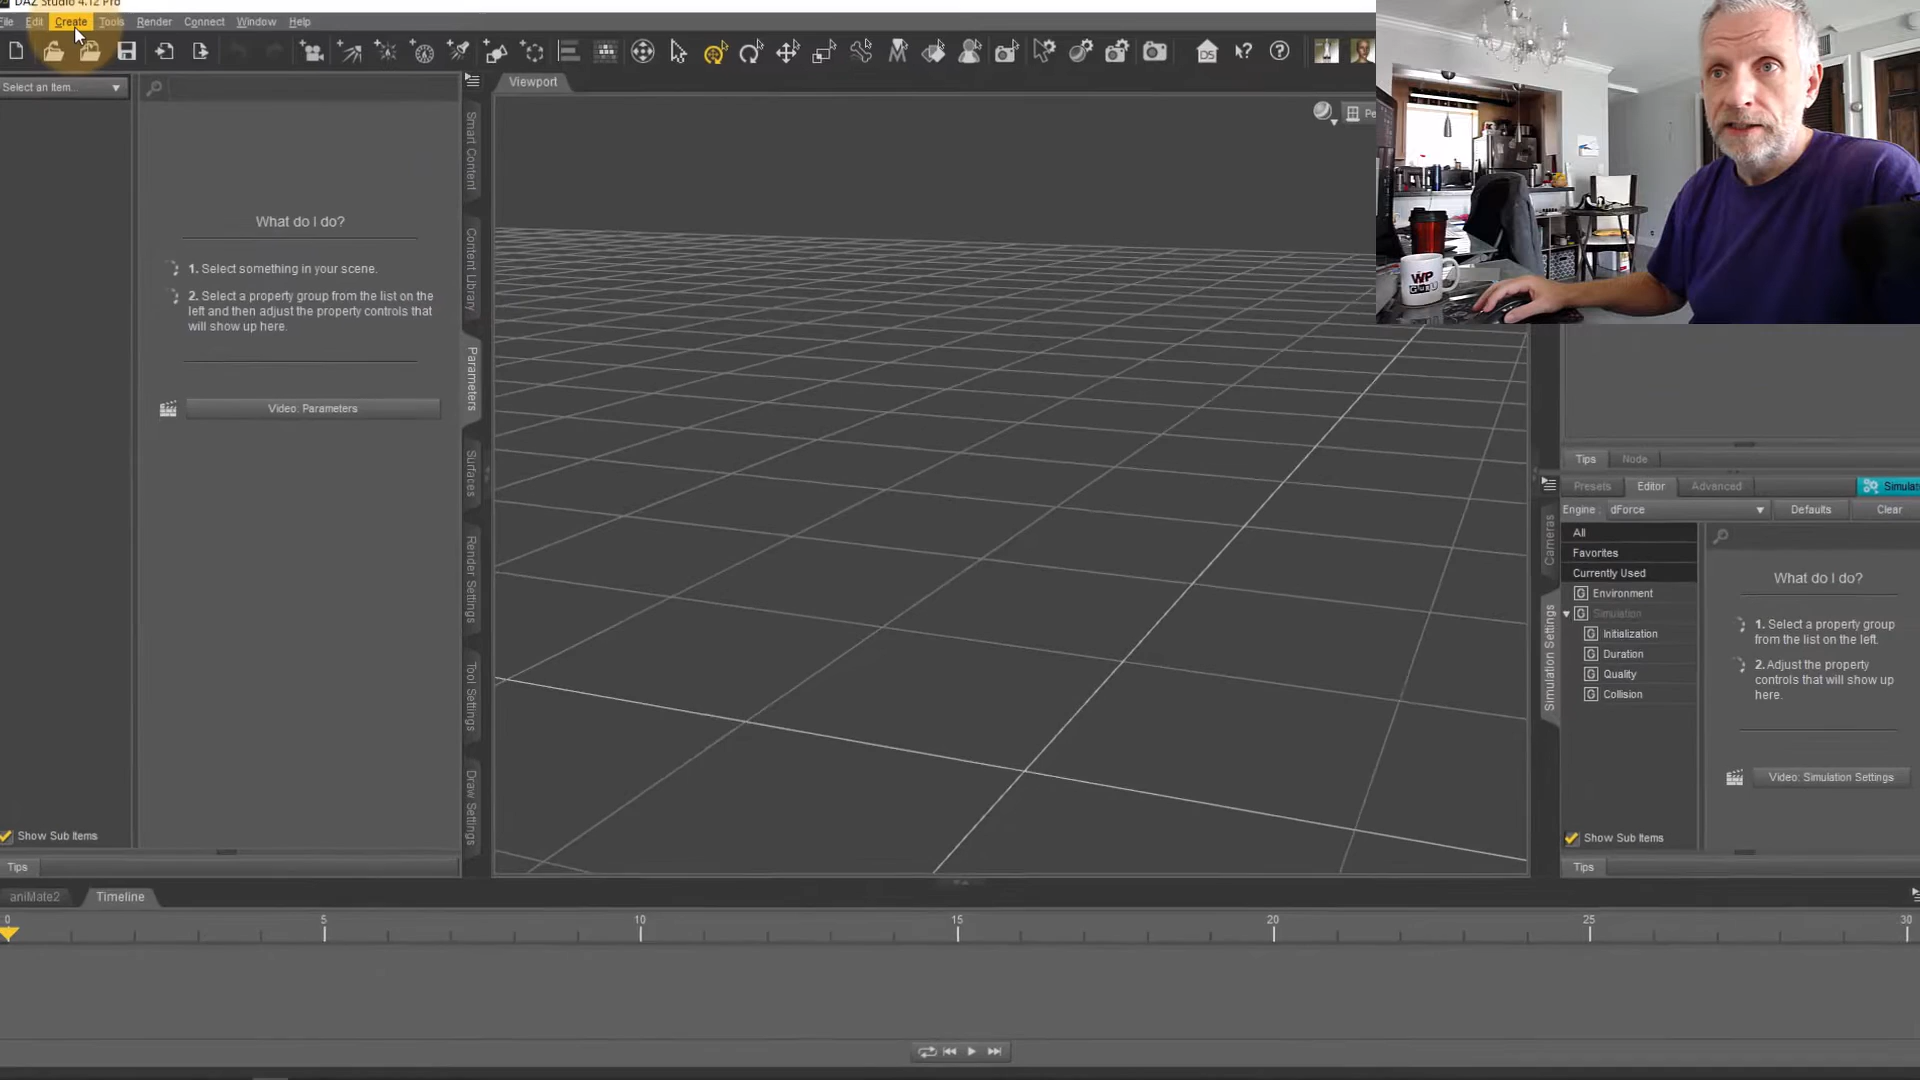 DAZ Studio 4.12 Pro
File Edit Create Tools Render Connect Window Help
Select an Item...
Viewport
What do I do?
1. Select something in your scene.
2. Select a property group from the list on the
left and then adjust the property controls that
will show up here.
Video: Parameters
Show Sub Items
Tips
Smart Content
Content Library
Parameters
Surfaces
Render Settings
Tool Settings
Draw Settings
Pe
WP
GURU
Tips Node
Presets Editor Advanced Simulat
Engine : dForce Defaults Clear
All
Favorites
Currently Used
G Environment
G Simulation
G Initialization
G Duration
G Quality
G Collision
Cameras
Simulation Settings
What do I do?
1. Select a property group
from the list on the left.
2. Adjust the property
controls that will show up
here.
Video: Simulation Settings
Show Sub Items
Tips
aniMate2 Timeline
0 5 10 15 20 25 30